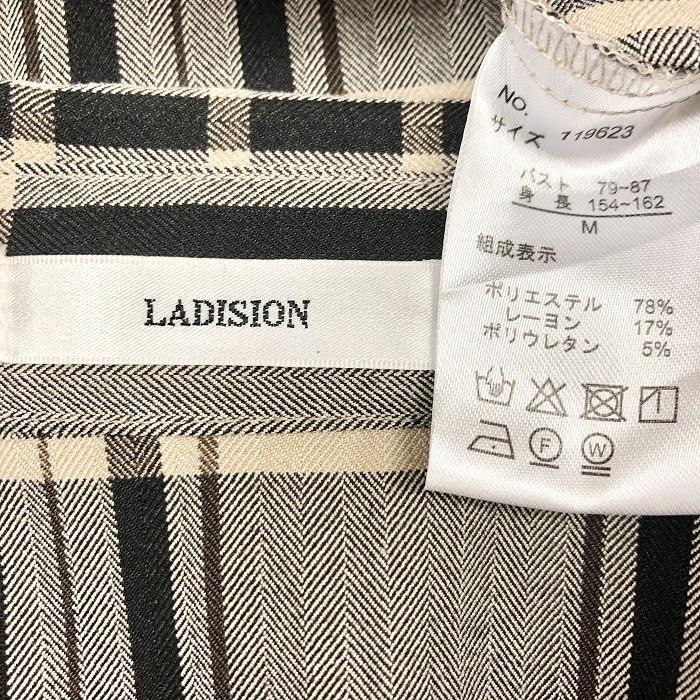 LADISION
NO.
サイズ 119623
バスト 79~87
身長 154~162
M
組成表示
ポリエステル 78%
レーヨン 17%
ポリウレタン 5%
F
W